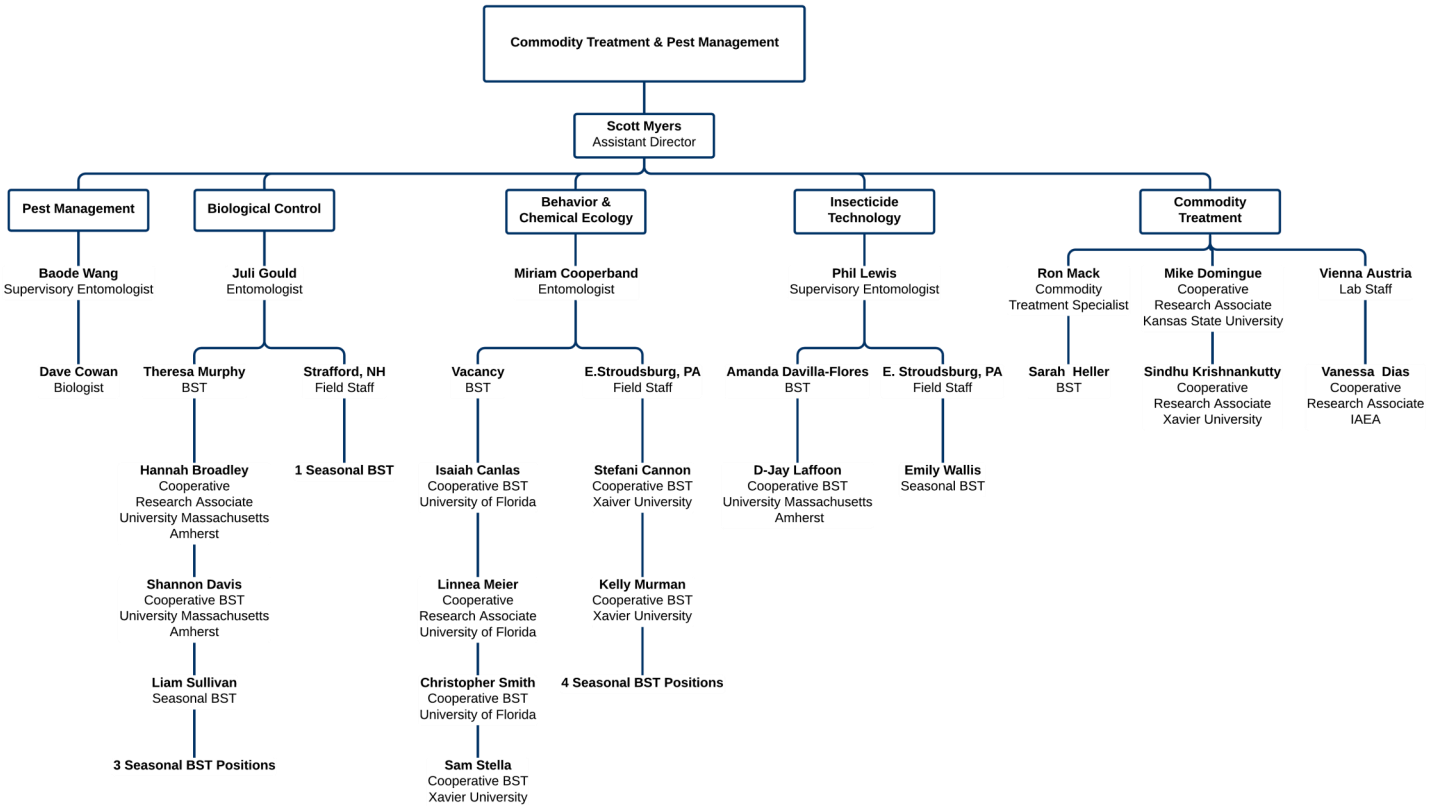 Commodity Treatment & Pest Management
Scott Myers
Assistant Director
Pest Management
Biological Control
Behavior &
Chemical Ecology
Insecticide
Technology
Commodity
Treatment
Baode Wang
Supervisory Entomologist
Dave Cowan
Biologist
Juli Gould
Entomologist
Theresa Murphy
BST
Hannah Broadley
Cooperative
Research Associate
University Massachusetts
Amherst
Shannon Davis
Cooperative BST
University Massachusetts
Amherst
Liam Sullivan
Seasonal BST
3 Seasonal BST Positions
Strafford, NH
Field Staff
1 Seasonal BST
Miriam Cooperband
Entomologist
Vacancy
BST
Isaiah Canlas
Cooperative BST
University of Florida
Linnea Meier
Cooperative
Research Associate
University of Florida
Christopher Smith
Cooperative BST
University of Florida
Sam Stella
Cooperative BST
Xavier University
E.Stroudsburg, PA
Field Staff
Stefani Cannon
Cooperative BST
Xaiver University
Kelly Murman
Cooperative BST
Xavier University
4 Seasonal BST Positions
Phil Lewis
Supervisory Entomologist
Amanda Davilla-Flores
BST
D-Jay Laffoon
Cooperative BST
University Massachusetts
Amherst
E. Stroudsburg, PA
Field Staff
Emily Wallis
Seasonal BST
Ron Mack
Commodity
Treatment Specialist
Sarah Heller
BST
Mike Domingue
Cooperative
Research Associate
Kansas State University
Sindhu Krishnankutty
Cooperative
Research Associate
Xavier University
Vienna Austria
Lab Staff
Vanessa Dias
Cooperative
Research Associate
IAEA